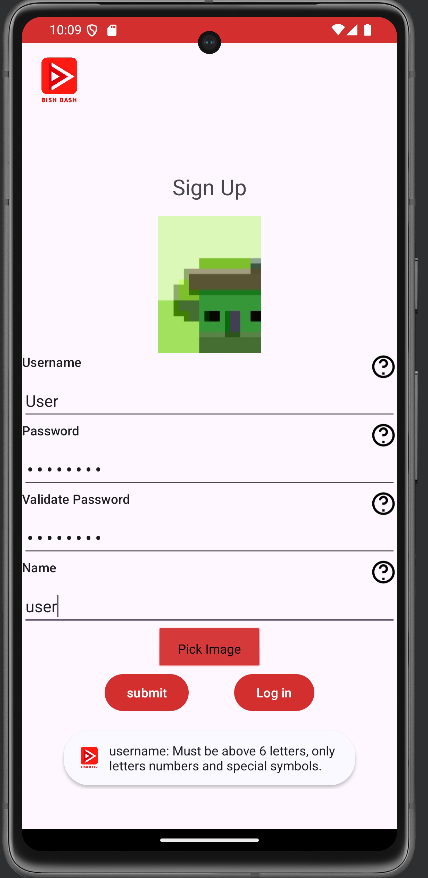 10:09
BISH BASH
Sign Up
Username
User
Password
••••••••
Validate Password
••••••••
Name
user
Pick Image
submit
Log in
username: Must be above 6 letters, only
letters numbers and special symbols.